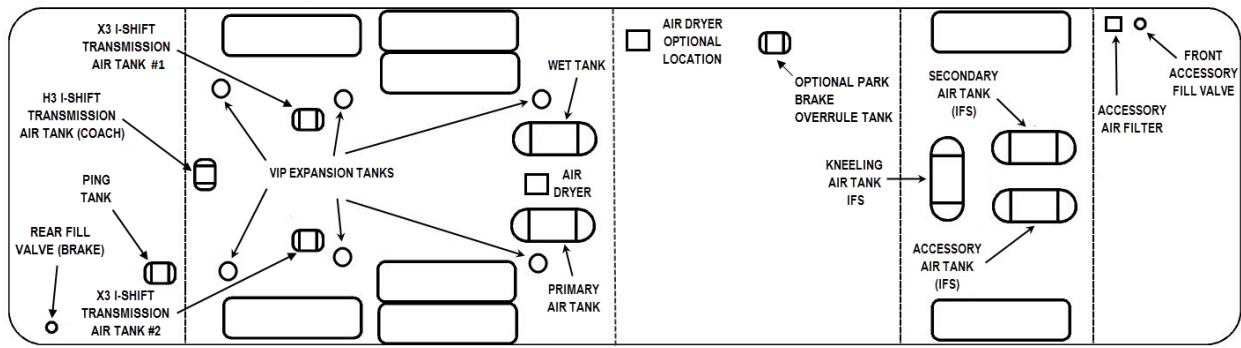 X3 I-SHIFT
TRANSMISSION
AIR TANK #1
H3 I-SHIFT
TRANSMISSION
AIR TANK (COACH)
PING
TANK
REAR FILL
VALVE (BRAKE)
X3 I-SHIFT
TRANSMISSION
AIR TANK #2
VIP EXPANSION TANKS
WET TANK
AIR
DRYER
PRIMARY
AIR TANK
AIR DRYER
OPTIONAL
LOCATION
OPTIONAL PARK
BRAKE
OVERRULE TANK
KNEELING
AIR TANK
IFS
SECONDARY
AIR TANK
(IFS)
ACCESSORY
AIR TANK
(IFS)
ACCESSORY
AIR FILTER
FRONT
ACCESSORY
FILL VALVE